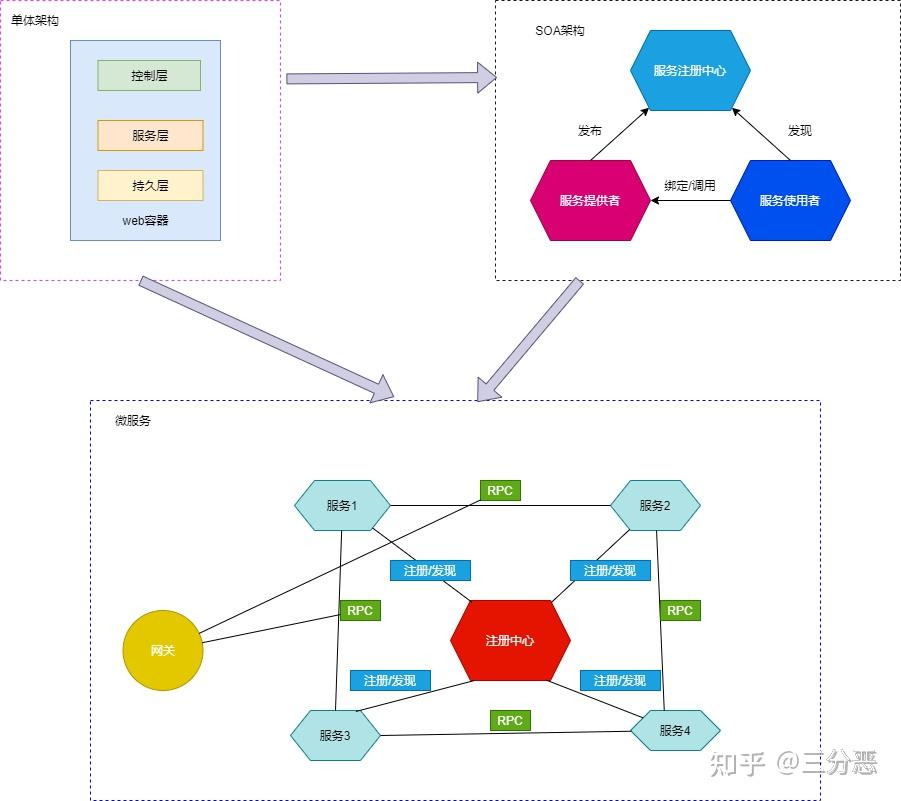 单体架构
控制层
服务层
持久层
web容器
SOA架构
服务注册中心
发布
发现
服务提供者
绑定/调用
服务使用者
微服务
RPC
服务1
服务2
注册/发现
注册/发现
RPC
RPC
网关
注册中心
注册/发现
注册/发现
服务3
RPC
服务4
知乎 @三分恶